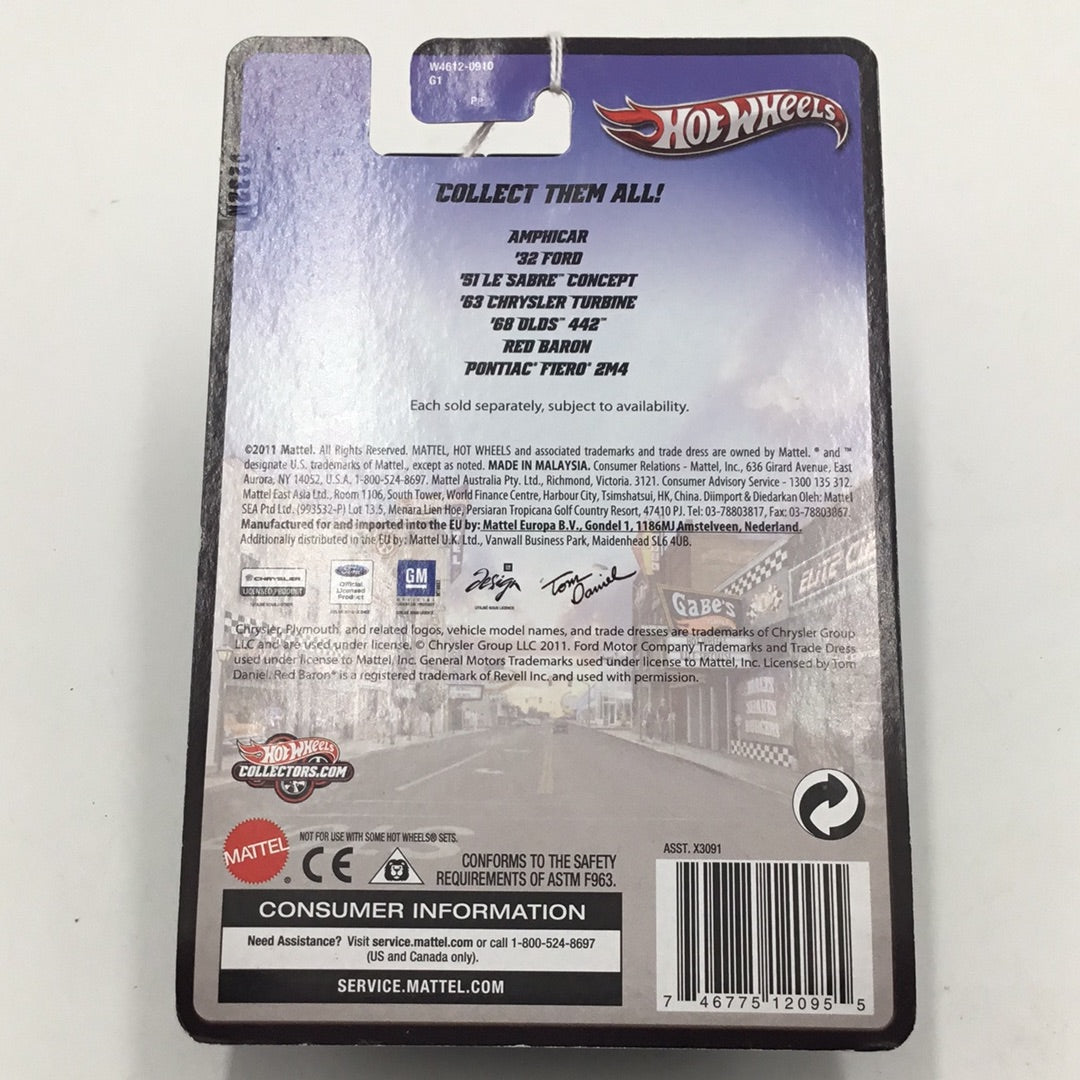 W4612-0910
G1
HOT WHEELS
COLLECT THEM ALL!
AMPHICAR
'32 FORD
'51 LE SABRE™ CONCEPT
'63 CHRYSLER TURBINE
'68 OLDS™ 442™
RED BARON
PONTIAC® FIERO® 2M4
Each sold separately, subject to availability.
©2011 Mattel. All Rights Reserved. MATTEL, HOT WHEELS and associated trademarks and trade dress are owned by Mattel. ® and ™
designate U.S. trademarks of Mattel, except as noted. MADE IN MALAYSIA. Consumer Relations - Mattel, Inc., 636 Girard Avenue, East
Aurora, NY 14052, U.S.A. 1-800-524-8697. Mattel Australia Pty. Ltd., Richmond, Victoria. 3121. Consumer Advisory Service - 1300 135 312.
Mattel East Asia Ltd., Room 1106, South Tower, World Finance Centre, Harbour City, Tsimshatsui, HK, China. Diimport & Diedarkan Oleh: Mattel
SEA Ptd Ltd. (993532-P) Lot 13.5, Menara Lien Hoe, Persiaran Tropicana Golf Country Resort, 47410 PJ. Tel: 03-78803817, Fax: 03-78803867.
Manufactured for and imported into the EU by: Mattel Europa B.V., Gondel 1, 1186MJ Amstelveen, Nederland.
Additionally distributed in the EU by: Mattel U.K. Ltd., Vanwall Business Park, Maidenhead SL6 4UB.
CHRYSLER
LICENSED PRODUCT
Ford
Official
Licensed
Product
GM
OFFICIAL
GM
Design
Tom
Daniel
GaBe's
ELITE
Chrysler, Plymouth, and related logos, vehicle model names, and trade dresses are trademarks of Chrysler Group
LLC and are used under license. © Chrysler Group LLC 2011. Ford Motor Company Trademarks and Trade Dress
used under license to Mattel, Inc. General Motors Trademarks used under license to Mattel, Inc. Licensed by Tom
Daniel. Red Baron® is a registered trademark of Revell Inc. and used with permission.
HOT WHEELS
COLLECTORS.COM
MATTEL
NOT FOR USE WITH SOME HOT WHEELS® SETS.
CE
CONFORMS TO THE SAFETY
REQUIREMENTS OF ASTM F963.
CONSUMER INFORMATION
Need Assistance? Visit service.mattel.com or call 1-800-524-8697
(US and Canada only).
SERVICE.MATTEL.COM
ASST. X3091
7 46775 12095 5